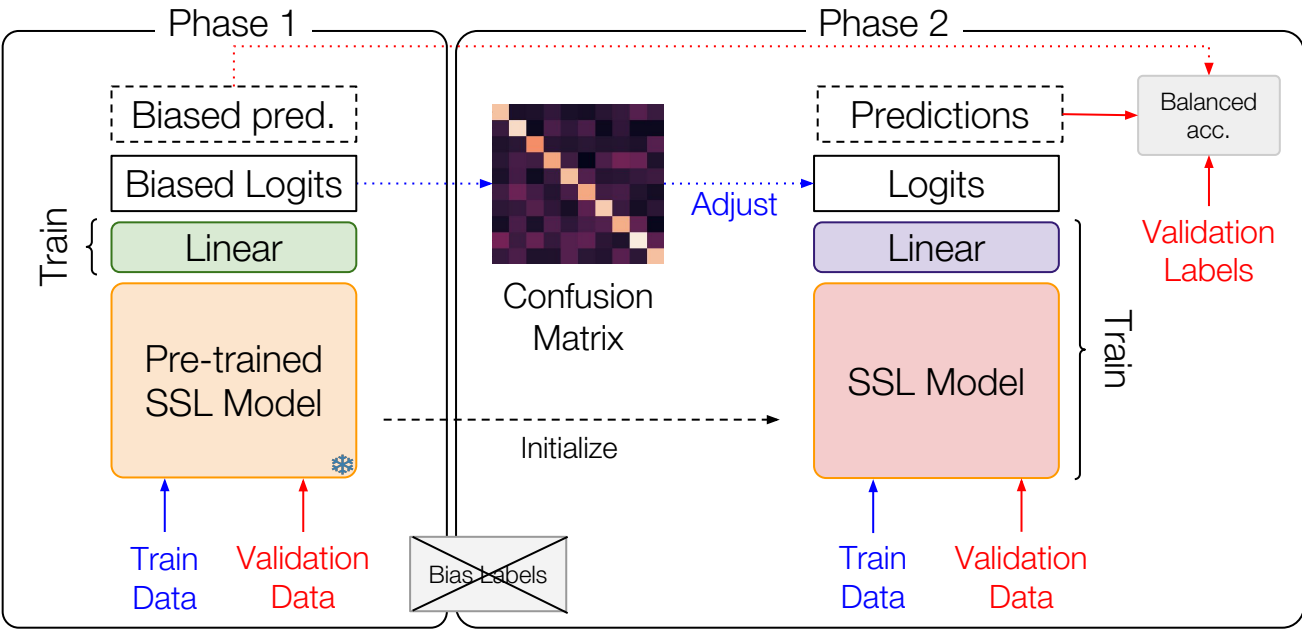 Phase 1
Biased pred.
Biased Logits
Linear
Train
Pre-trained
SSL Model
Train
Data
Validation
Data
Bias Labels
Phase 2
Confusion
Matrix
Adjust
Initialize
Predictions
Logits
Linear
SSL Model
Train
Train
Data
Validation
Data
Balanced
acc.
Validation
Labels